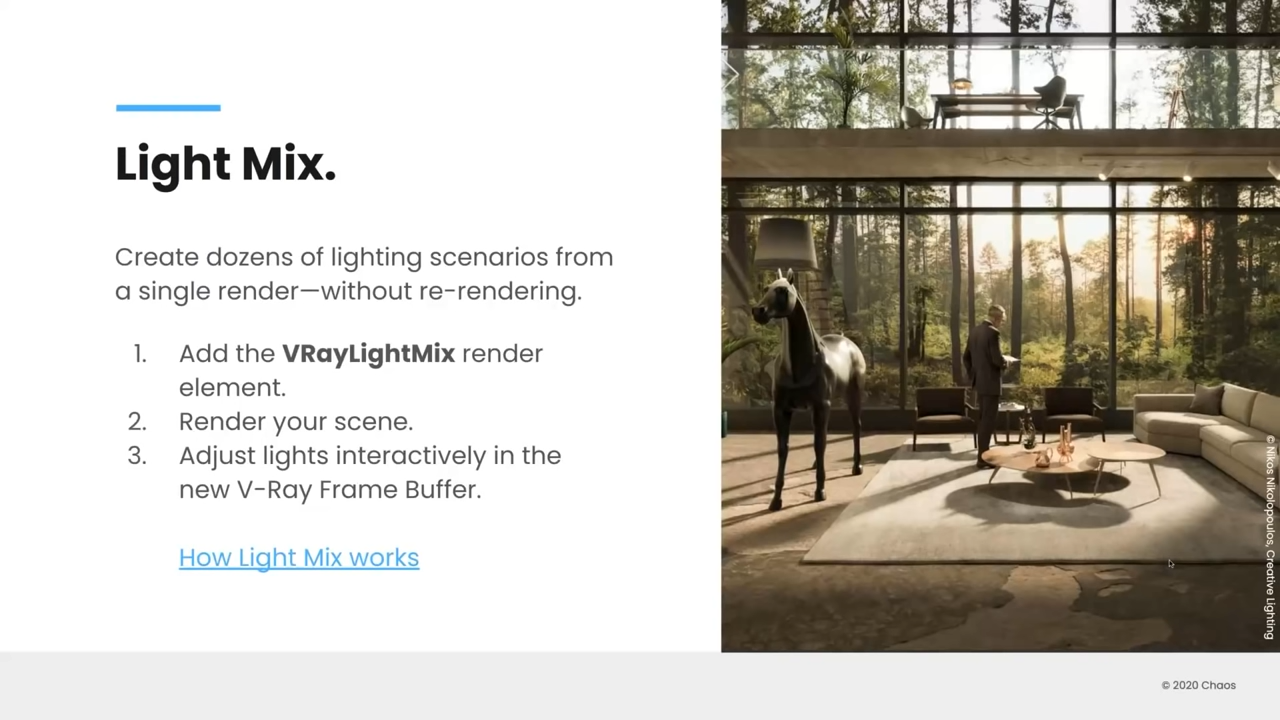 Light Mix.
Create dozens of lighting scenarios from
a single render—without re-rendering.
1. Add the VRayLightMix render
element.
2. Render your scene.
3. Adjust lights interactively in the
new V-Ray Frame Buffer.
How Light Mix works
© Nikos Nikolopoulos, Creative Lighting
© 2020 Chaos